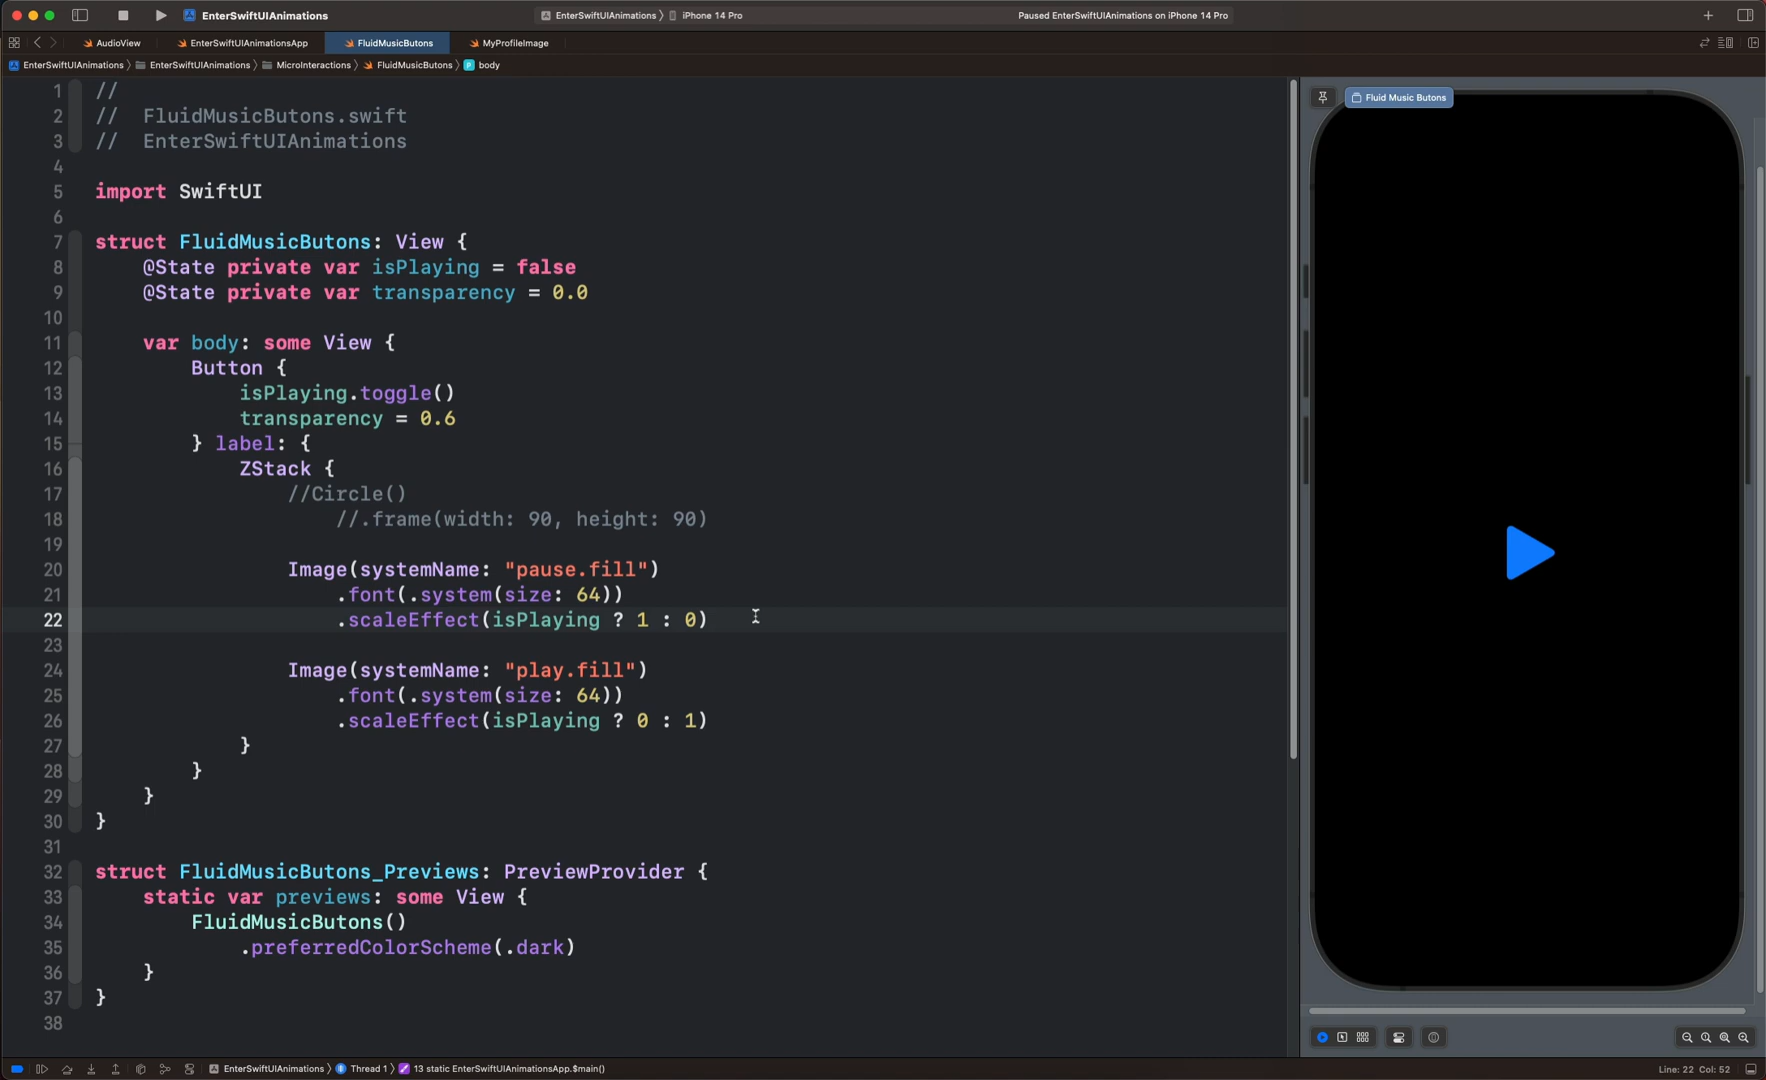 EnterSwiftUIAnimations
EnterSwiftUIAnimations 〉 iPhone 14 Pro
Paused EnterSwiftUIAnimations on iPhone 14 Pro
AudioView
EnterSwiftUIAnimationsApp
FluidMusicButons
MyProfileImage
EnterSwiftUIAnimations 〉 EnterSwiftUIAnimations 〉 MicroInteractions 〉 FluidMusicButons 〉 body
1 //
2 //  FluidMusicButons.swift
3 //  EnterSwiftUIAnimations
4
5 import SwiftUI
6
7 struct FluidMusicButons: View {
8     @State private var isPlaying = false
9     @State private var transparency = 0.0
10
11     var body: some View {
12         Button {
13             isPlaying.toggle()
14             transparency = 0.6
15         } label: {
16             ZStack {
17                 //Circle()
18                     //.frame(width: 90, height: 90)
19
20                 Image(systemName: "pause.fill")
21                     .font(.system(size: 64))
22                     .scaleEffect(isPlaying ? 1 : 0)
23
24                 Image(systemName: "play.fill")
25                     .font(.system(size: 64))
26                     .scaleEffect(isPlaying ? 0 : 1)
27             }
28         }
29     }
30 }
31
32 struct FluidMusicButons_Previews: PreviewProvider {
33     static var previews: some View {
34         FluidMusicButons()
35             .preferredColorScheme(.dark)
36     }
37 }
38
Fluid Music Butons
EnterSwiftUIAnimations 〉 Thread 1 〉 13 static EnterSwiftUIAnimationsApp.$main()
Line: 22 Col: 52